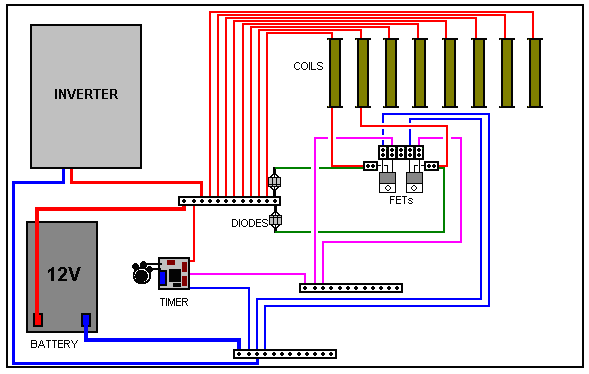 COILS
INVERTER
FETs
DIODES
12V
TIMER
BATTERY